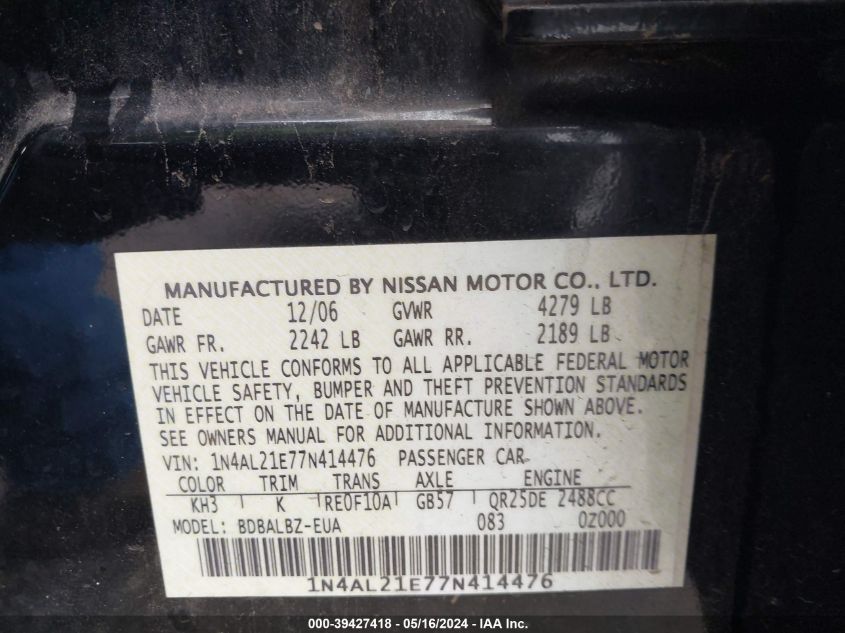 MANUFACTURED BY NISSAN MOTOR CO., LTD.
DATE 12/06 GVWR 4279 LB
GAWR FR. 2242 LB GAWR RR. 2189 LB
THIS VEHICLE CONFORMS TO ALL APPLICABLE FEDERAL MOTOR
VEHICLE SAFETY, BUMPER AND THEFT PREVENTION STANDARDS
IN EFFECT ON THE DATE OF MANUFACTURE SHOWN ABOVE.
SEE OWNERS MANUAL FOR ADDITIONAL INFORMATION.
VIN: 1N4AL21E77N414476 PASSENGER CAR
COLOR TRIM TRANS AXLE ENGINE
KH3 K RE0F10A GB57 QR25DE 2488CC
MODEL: BDBALBZ-EUA 083 0Z000
1N4AL21E77N414476
000-39427418 - 05/16/2024 - IAA Inc.